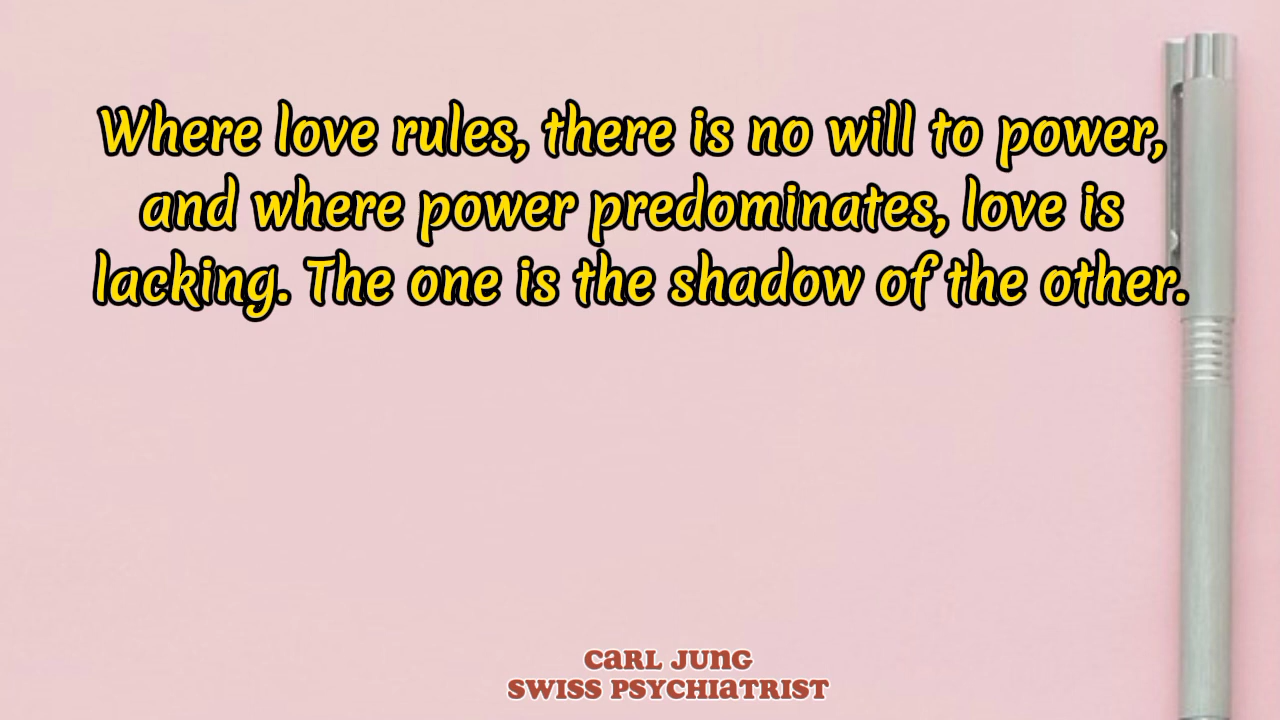 Where love rules, there is no will to power,
and where power predominates, love is
lacking. The one is the shadow of the other.
CARL JUNG
SWISS PSYCHIATRIST